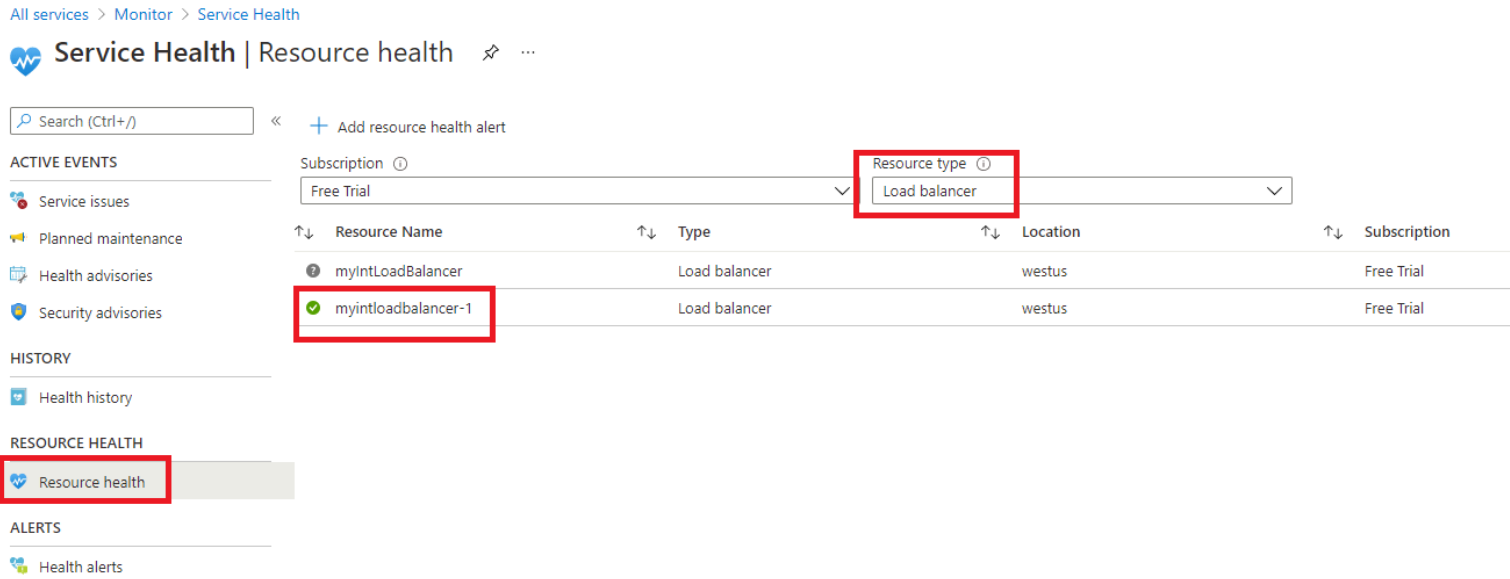 All services > Monitor > Service Health
Service Health | Resource health ...
Search (Ctrl+/) «
ACTIVE EVENTS
Service issues
Planned maintenance
Health advisories
Security advisories
HISTORY
Health history
RESOURCE HEALTH
Resource health
ALERTS
Health alerts
+ Add resource health alert
Subscription
Resource type
Free Trial
Load balancer
↑↓ Resource Name ↑↓ Type ↑↓ Location ↑↓ Subscription
myIntLoadBalancer Load balancer westus Free Trial
myintloadbalancer-1 Load balancer westus Free Trial